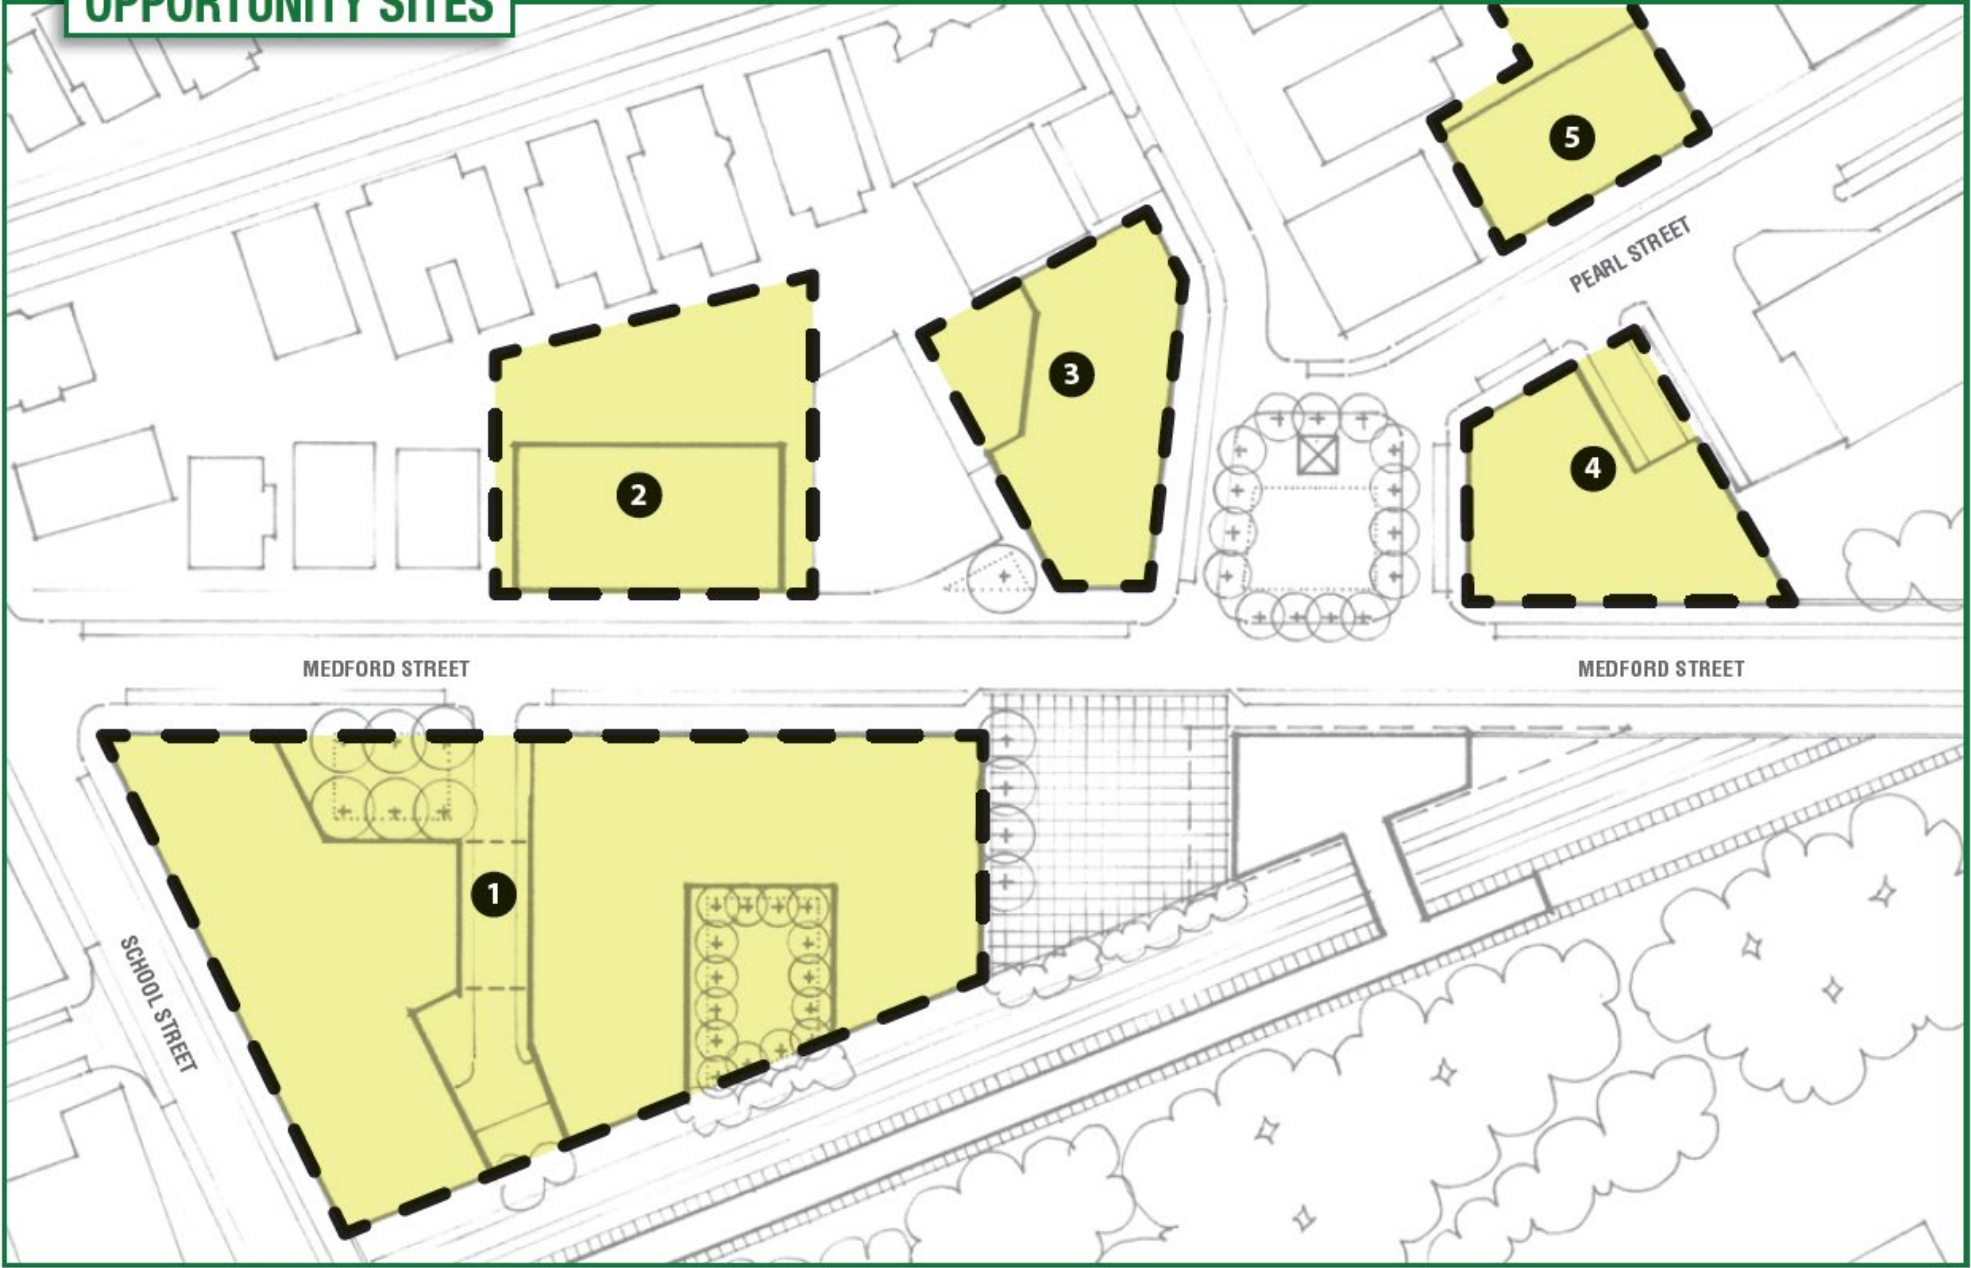 OPPORTUNITY SITES
5
PEARL STREET
3
4
2
MEDFORD STREET
MEDFORD STREET
1
SCHOOL STREET